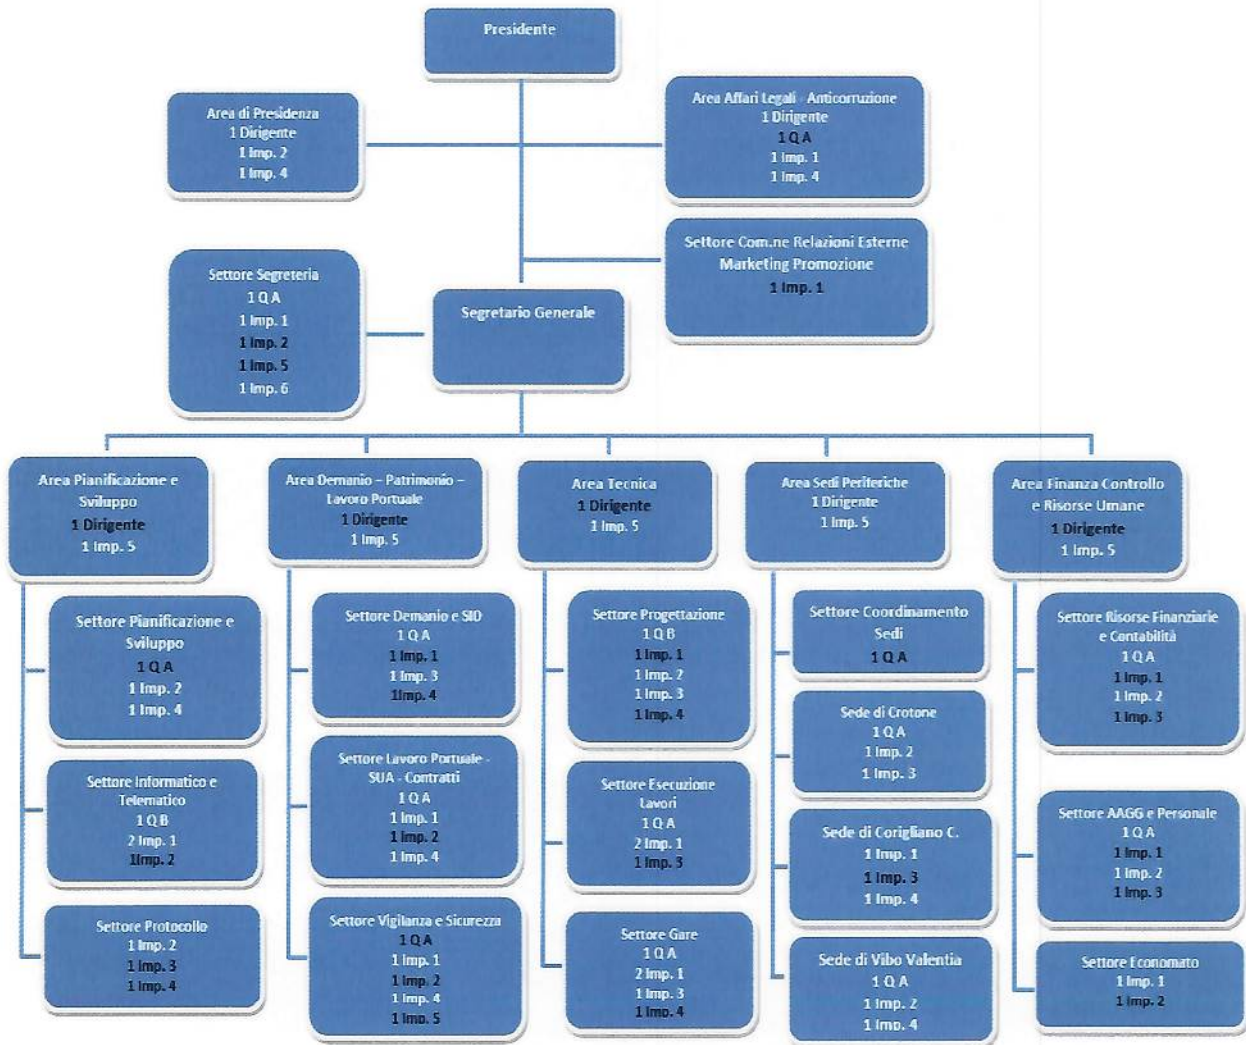 Presidente
Area di Presidenza
1 Dirigente
1 Imp. 2
1 Imp. 4
Area Affari Legali - Anticorruzione
1 Dirigente
1 Q A
1 Imp. 1
1 Imp. 4
Settore Com.ne Relazioni Esterne
Marketing Promozione
1 Imp. 1
Settore Segreteria
1 Q A
1 Imp. 1
1 Imp. 2
1 Imp. 5
1 Imp. 6
Segretario Generale
Area Pianificazione e
Sviluppo
1 Dirigente
1 Imp. 5
Area Demanio – Patrimonio –
Lavoro Portuale
1 Dirigente
1 Imp. 5
Area Tecnica
1 Dirigente
1 Imp. 5
Area Sedi Periferiche
1 Dirigente
1 Imp. 5
Area Finanza Controllo
e Risorse Umane
1 Dirigente
1 Imp. 5
Settore Pianificazione e
Sviluppo
1 Q A
1 Imp. 2
1 Imp. 4
Settore Informatico e
Telematico
1 Q B
2 Imp. 1
1Imp. 2
Settore Protocollo
1 Imp. 2
1 Imp. 3
1 Imp. 4
Settore Demanio e SID
1 Q A
1 Imp. 1
1 Imp. 3
1Imp. 4
Settore Lavoro Portuale -
SUA - Contratti
1 Q A
1 Imp. 1
1 Imp. 2
1 Imp. 4
Settore Vigilanza e Sicurezza
1 Q A
1 Imp. 1
1 Imp. 2
1 Imp. 4
1 Imp. 5
Settore Progettazione
1 Q B
1 Imp. 1
1 Imp. 2
1 Imp. 3
1 Imp. 4
Settore Esecuzione
Lavori
1 Q A
2 Imp. 1
1 Imp. 3
Settore Gare
1 Q A
2 Imp. 1
1 Imp. 3
1 Imp. 4
Settore Coordinamento
Sedi
1 Q A
Sede di Crotone
1 Q A
1 Imp. 2
1 Imp. 3
Sede di Corigliano C.
1 Imp. 1
1 Imp. 3
1 Imp. 4
Sede di Vibo Valentia
1 Q A
1 Imp. 2
1 Imp. 4
Settore Risorse Finanziarie
e Contabilità
1 Q A
1 Imp. 1
1 Imp. 2
1 Imp. 3
Settore AAGG e Personale
1 Q A
1 Imp. 1
1 Imp. 2
1 Imp. 3
Settore Economato
1 Imp. 1
1 Imp. 2